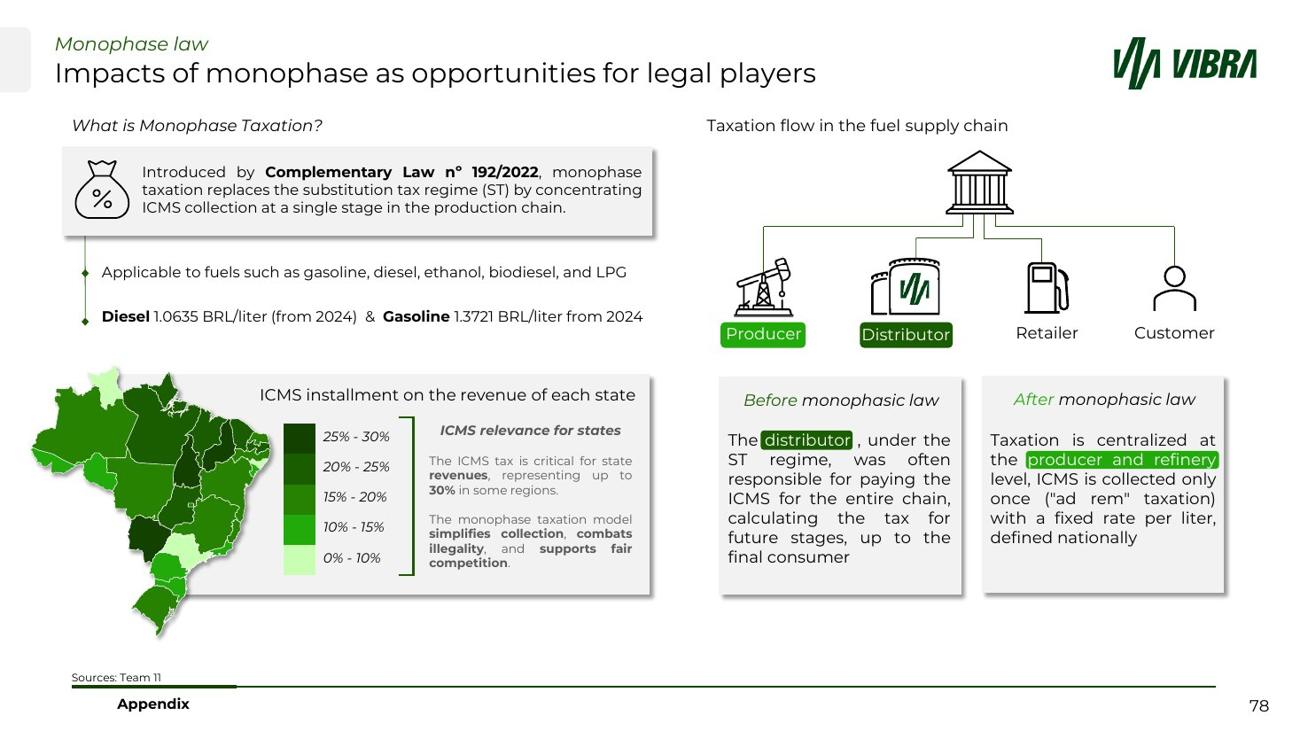 Monophase law
Impacts of monophase as opportunities for legal players
VIBRA
What is Monophase Taxation?
Introduced by Complementary Law nº 192/2022, monophase
taxation replaces the substitution tax regime (ST) by concentrating
ICMS collection at a single stage in the production chain.
Applicable to fuels such as gasoline, diesel, ethanol, biodiesel, and LPG
Diesel 1.0635 BRL/liter (from 2024) & Gasoline 1.3721 BRL/liter from 2024
ICMS installment on the revenue of each state
25% - 30%
20% - 25%
15% - 20%
10% - 15%
0% - 10%
ICMS relevance for states
The ICMS tax is critical for state
revenues, representing up to
30% in some regions.
The monophase taxation model
simplifies collection, combats
illegality, and supports fair
competition.
Taxation flow in the fuel supply chain
Producer
Distributor
Retailer
Customer
Before monophasic law
The distributor , under the
ST regime, was often
responsible for paying the
ICMS for the entire chain,
calculating the tax for
future stages, up to the
final consumer
After monophasic law
Taxation is centralized at
the producer and refinery
level, ICMS is collected only
once ("ad rem" taxation)
with a fixed rate per liter,
defined nationally
Sources: Team 11
Appendix
78